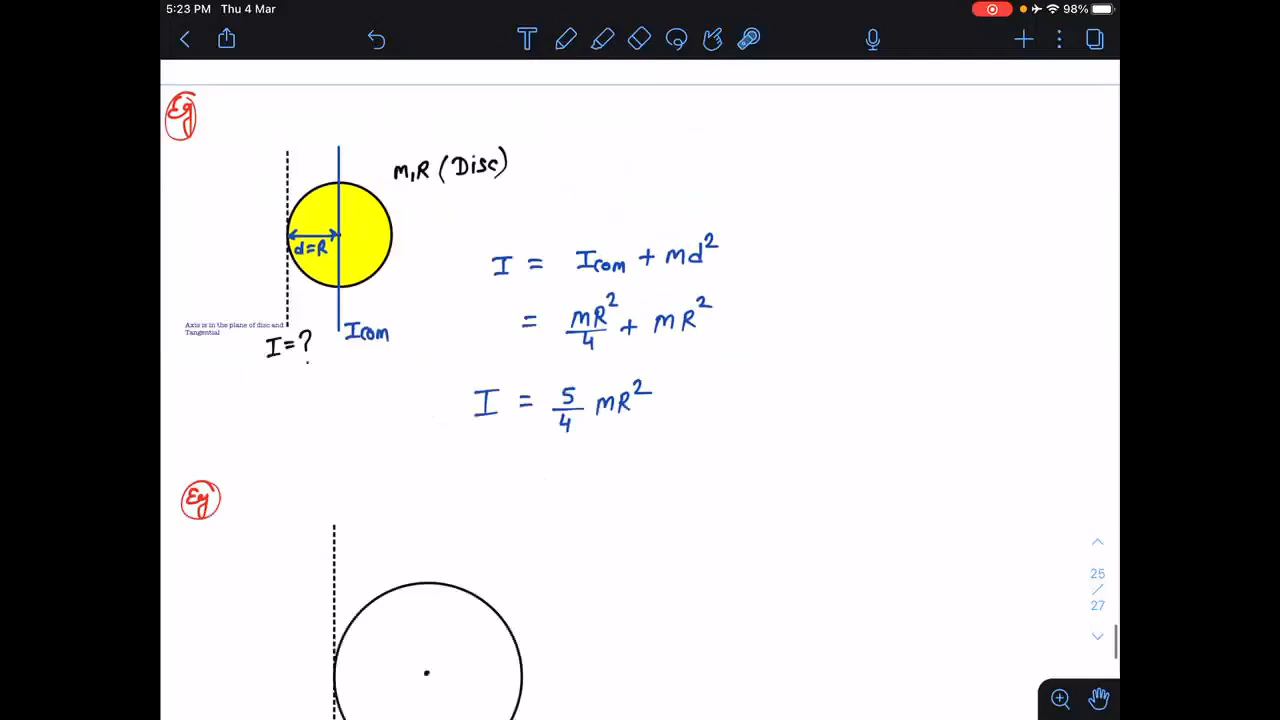 5:23 PM Thu 4 Mar
98%
Eg
M,R (Disc)
d=R
I = Icom + md²
= mR²/4 + mR²
Axis is in the plane of disc and
Tangential
Icom
I=?
I = 5/4 mR²
Eg
25
/
27